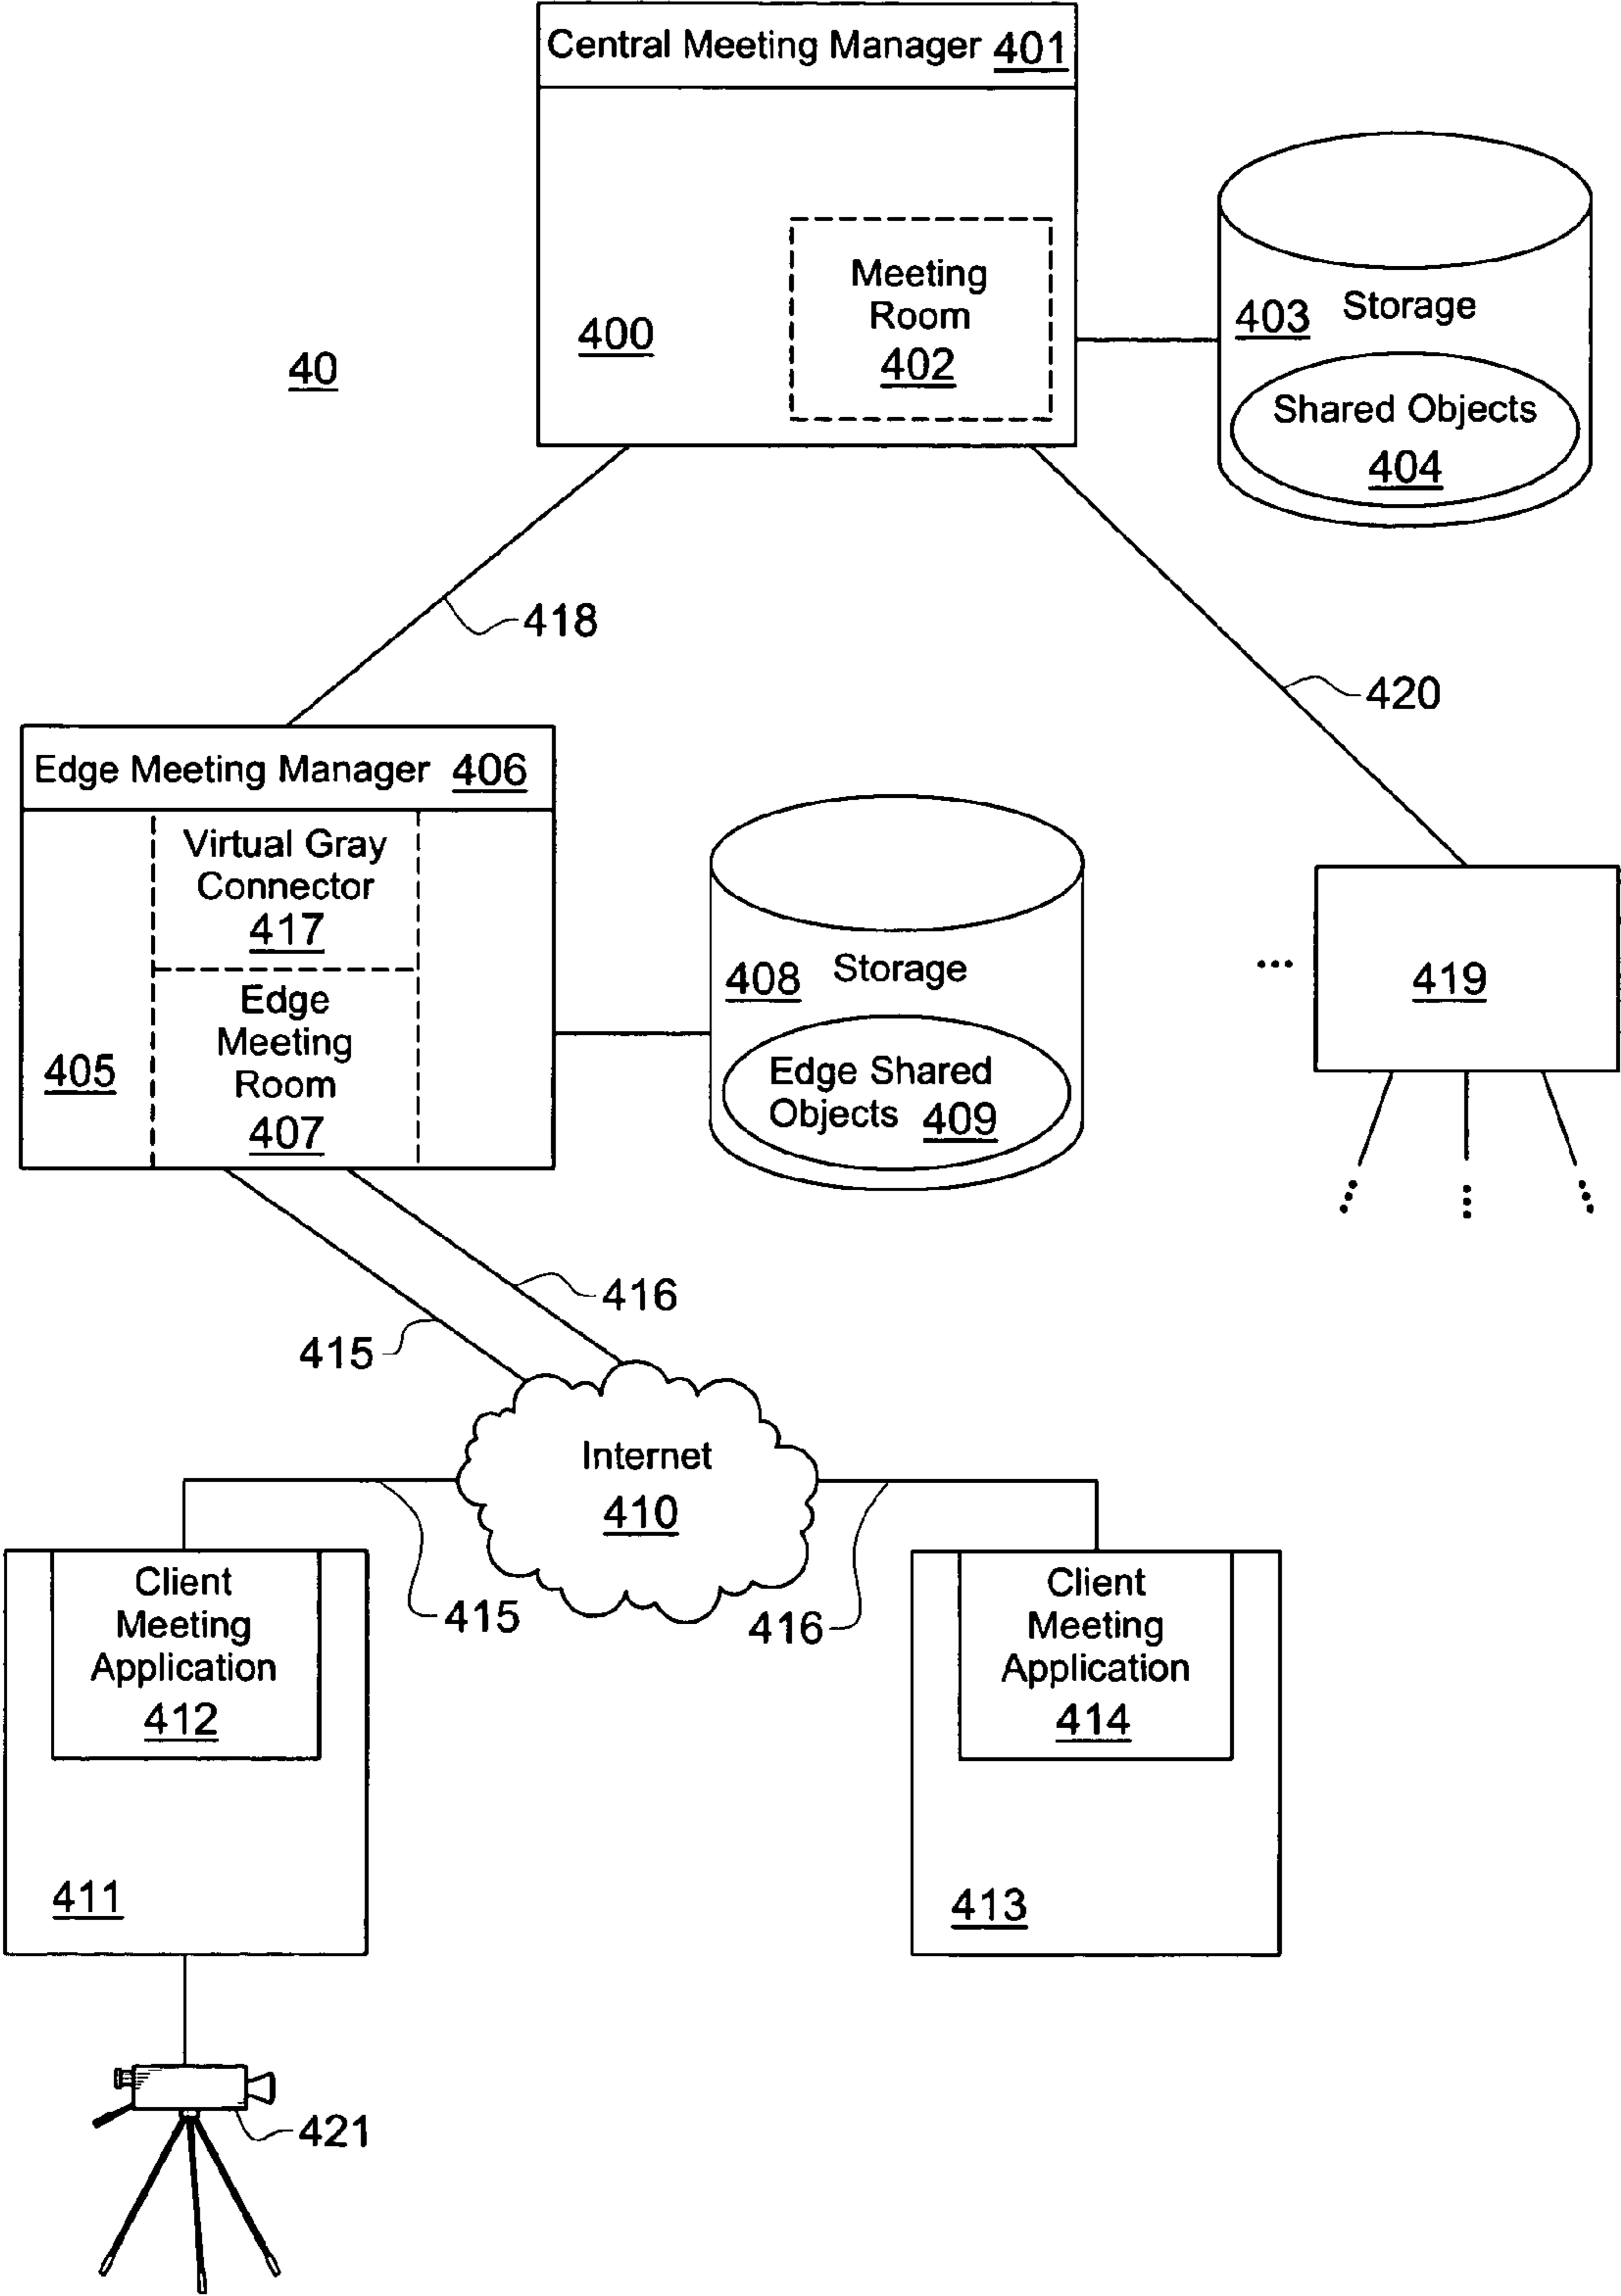 Central Meeting Manager 401
Meeting
Room
402
400
403 Storage
Shared Objects
404
40
418
420
Edge Meeting Manager 406
Virtual Gray
Connector
417
Edge
Meeting
Room
407
405
408 Storage
Edge Shared
Objects 409
... 419
416
415
Internet
410
415
416
Client
Meeting
Application
412
411
Client
Meeting
Application
414
413
421